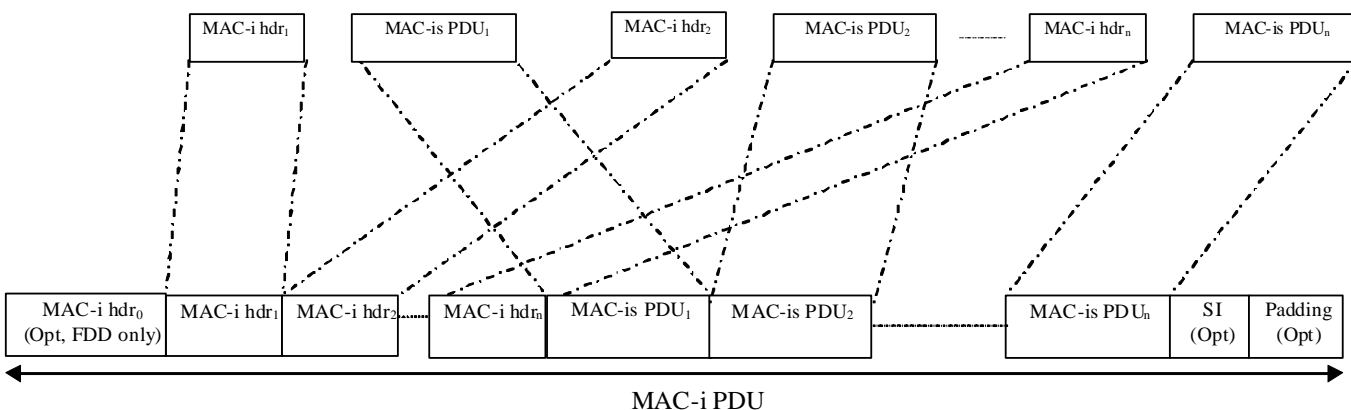 MAC-i hdr₁ MAC-is PDU₁ MAC-i hdr₂ MAC-is PDU₂ MAC-i hdrₙ MAC-is PDUₙ
MAC-i hdr₀ MAC-i hdr₁ MAC-i hdr₂ MAC-i hdrₙ MAC-is PDU₁ MAC-is PDU₂ MAC-is PDUₙ SI Padding
(Opt, FDD only) (Opt) (Opt)
MAC-i PDU